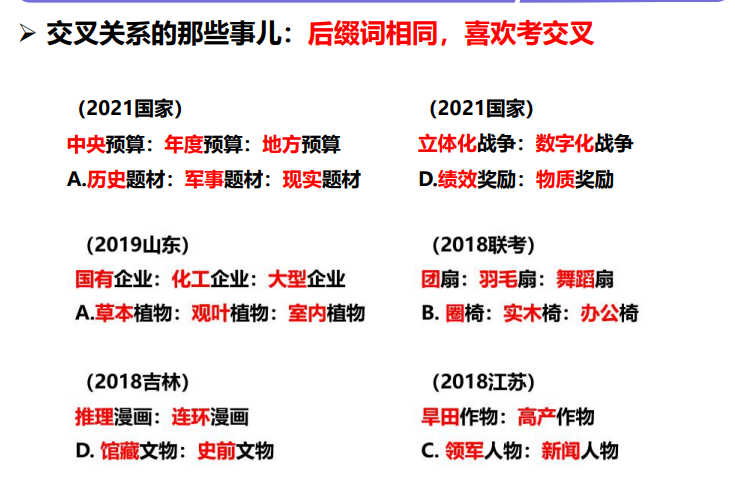 ➢ 交叉关系的那些事儿：后缀词相同，喜欢考交叉
（2021国家）
中央预算：年度预算：地方预算
A.历史题材：军事题材：现实题材
（2021国家）
立体化战争：数字化战争
D.绩效奖励：物质奖励
（2019山东）
国有企业：化工企业：大型企业
A.草本植物：观叶植物：室内植物
（2018联考）
团扇：羽毛扇：舞蹈扇
B. 圈椅：实木椅：办公椅
（2018吉林）
推理漫画：连环漫画
D. 馆藏文物：史前文物
（2018江苏）
旱田作物：高产作物
C. 领军人物：新闻人物